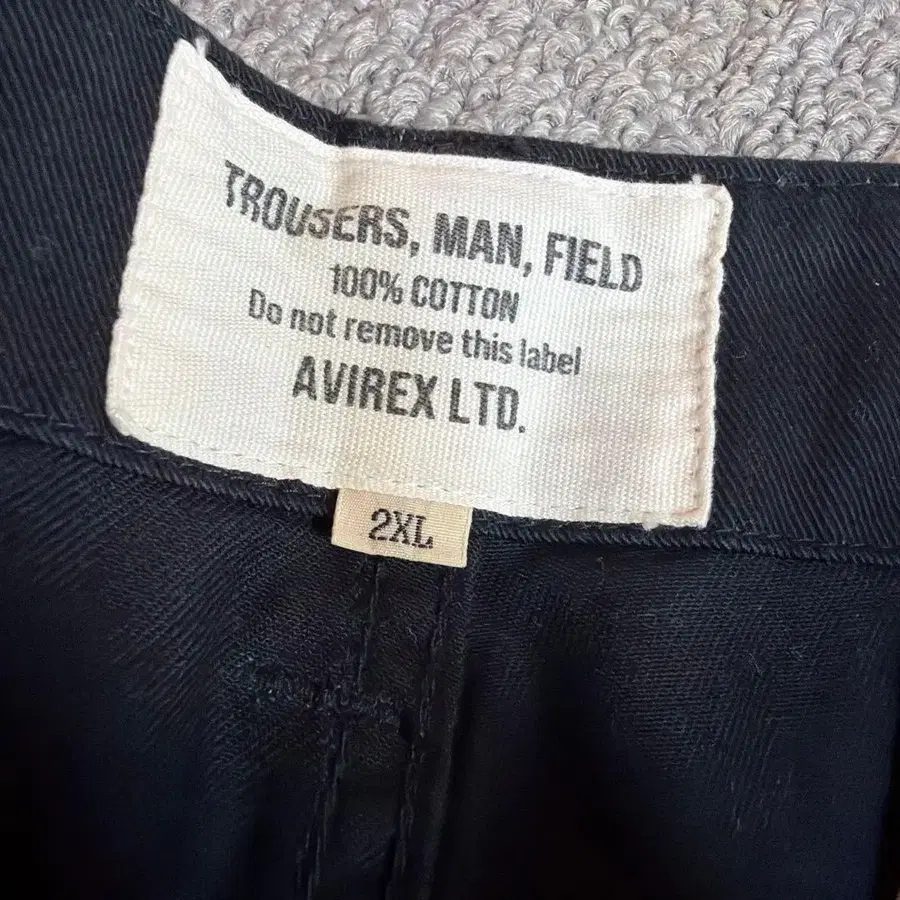 TROUSERS, MAN, FIELD
100% COTTON
Do not remove this label
AVIREX LTD.
2XL